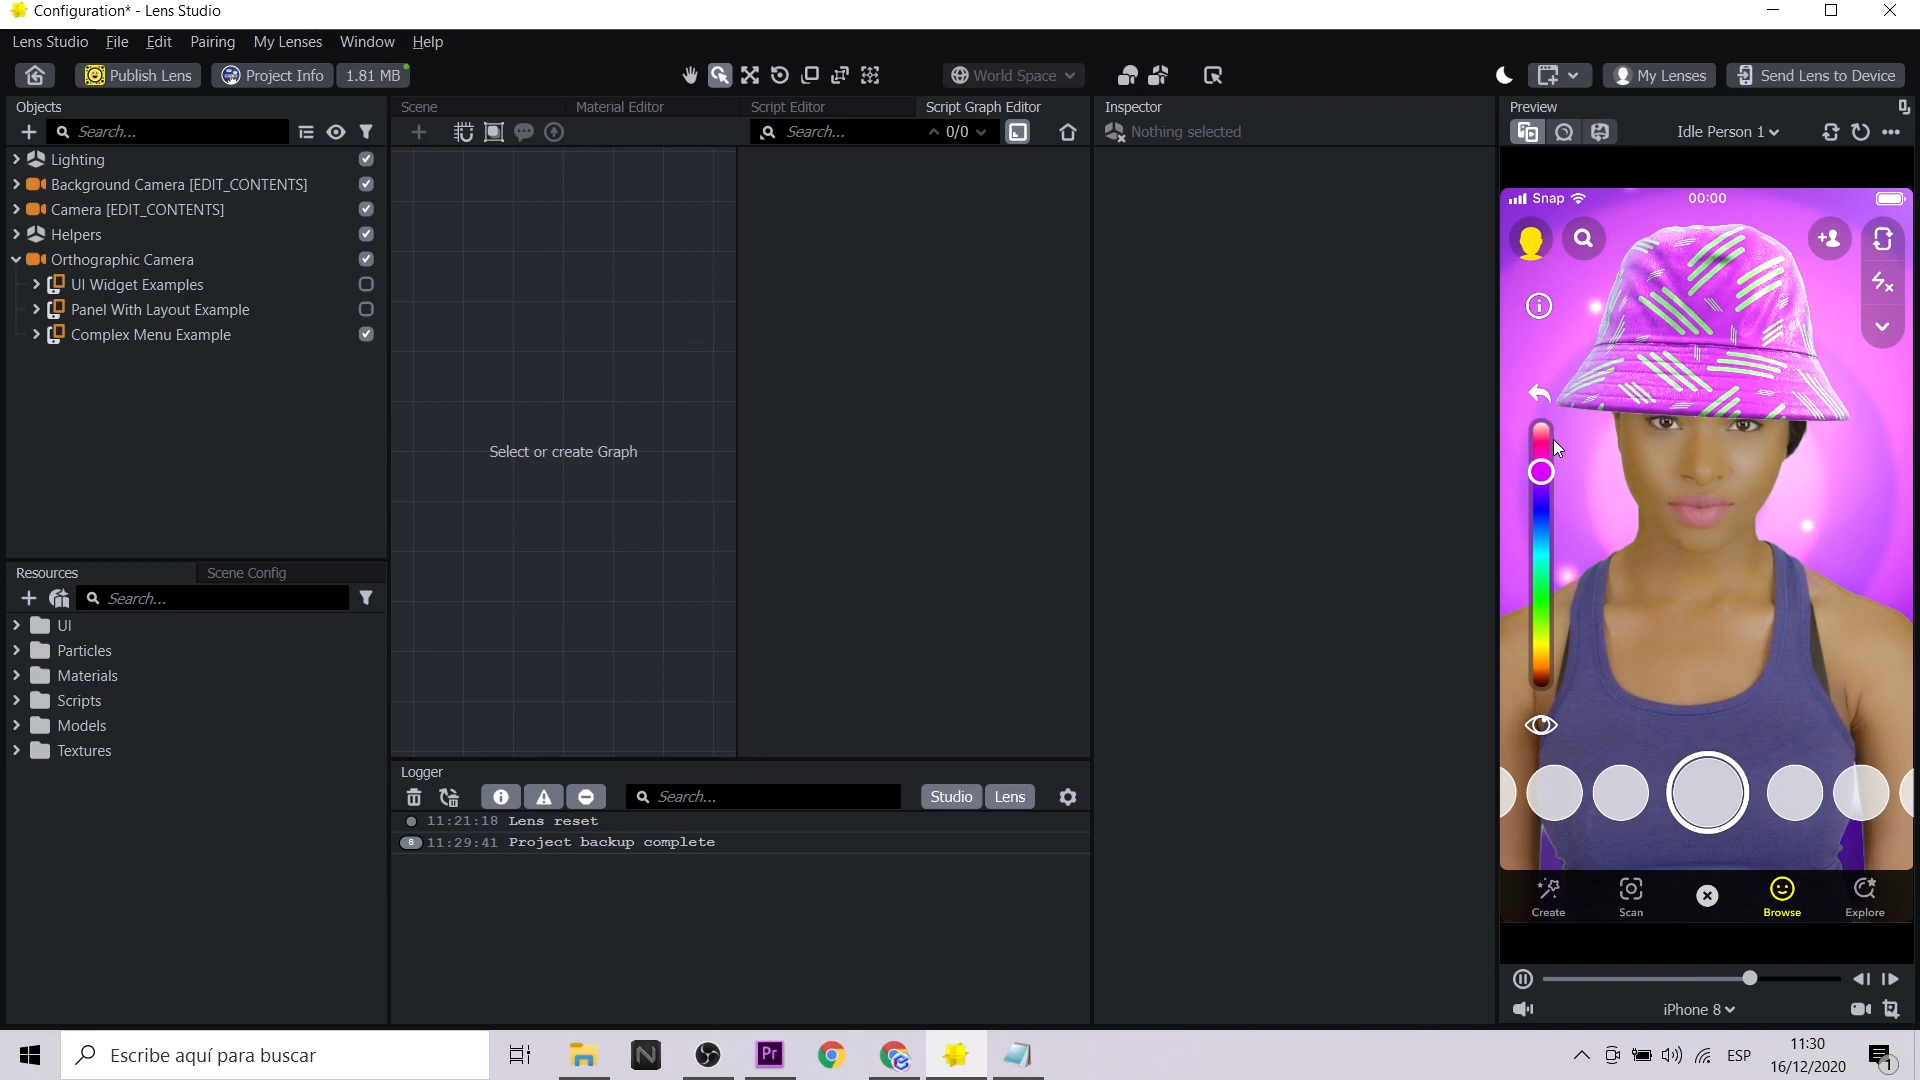 Configuration* - Lens Studio
Lens Studio File Edit Pairing My Lenses Window Help
Publish Lens Project Info 1.81 MB World Space My Lenses Send Lens to Device
Objects
Search...
Lighting
Background Camera [EDIT_CONTENTS]
Camera [EDIT_CONTENTS]
Helpers
Orthographic Camera
UI Widget Examples
Panel With Layout Example
Complex Menu Example
Resources Scene Config
Search...
UI
Particles
Materials
Scripts
Models
Textures
Scene Material Editor Script Editor Script Graph Editor
Search... 0/0
Select or create Graph
Logger
Search... Studio Lens
11:21:18 Lens reset
8 11:29:41 Project backup complete
Inspector
Nothing selected
Preview
Idle Person 1
Snap 00:00
Create Scan Browse Explore
iPhone 8
Escribe aquí para buscar
N Pr
ESP
11:30
16/12/2020
1